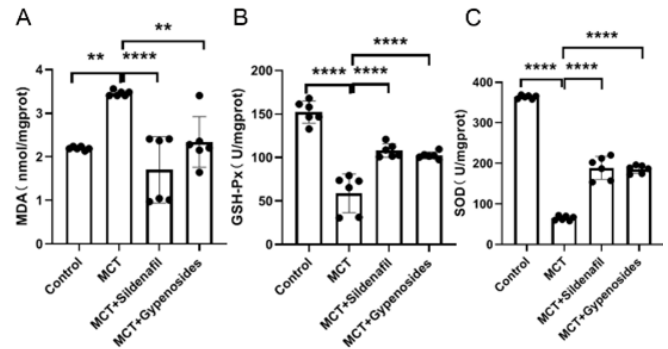 A
**
** ****
MDA ( nmol/mgprot)
4
3
2
1
0
Control
MCT
MCT+Sildenafil
MCT+Gypenosides
B
****
**** ****
GSH-Px ( U/mgprot)
200
150
100
50
0
Control
MCT
MCT+Sildenafil
MCT+Gypenosides
C
****
**** ****
SOD ( U/mgprot)
400
300
200
100
0
Control
MCT
MCT+Sildenafil
MCT+Gypenosides